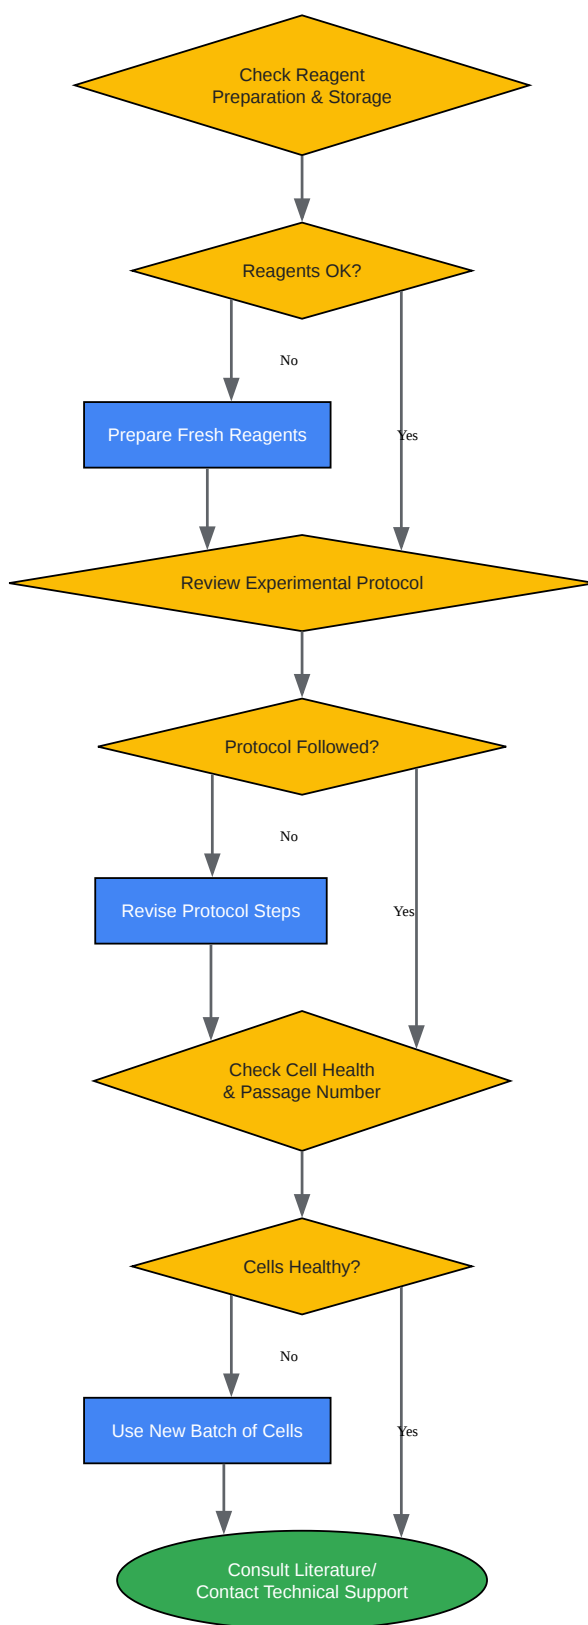 Check Reagent
Preparation & Storage
Reagents OK?
No
Prepare Fresh Reagents
Yes
Review Experimental Protocol
Protocol Followed?
No
Revise Protocol Steps
Yes
Check Cell Health
& Passage Number
Cells Healthy?
No
Use New Batch of Cells
Yes
Consult Literature/
Contact Technical Support